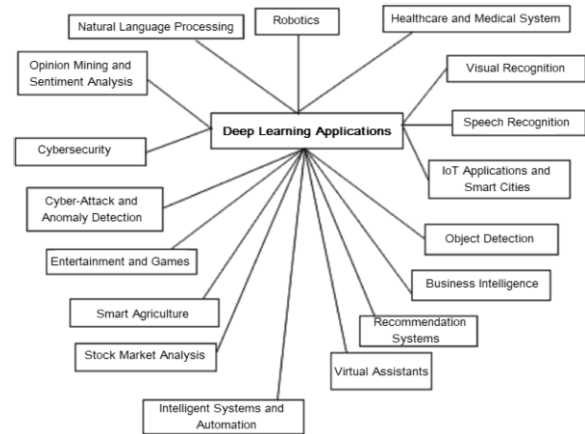 Natural Language Processing
Robotics
Healthcare and Medical System
Opinion Mining and
Sentiment Analysis
Visual Recognition
Deep Learning Applications
Speech Recognition
Cybersecurity
IoT Applications and
Smart Cities
Cyber-Attack and
Anomaly Detection
Object Detection
Entertainment and Games
Business Intelligence
Smart Agriculture
Recommendation
Systems
Stock Market Analysis
Virtual Assistants
Intelligent Systems and
Automation